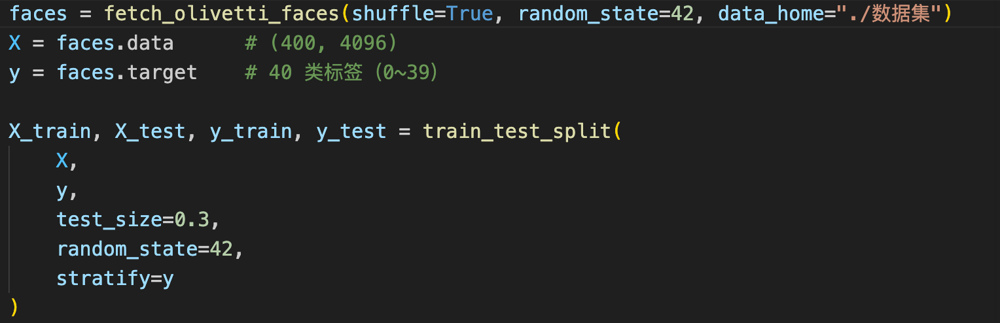 faces = fetch_olivetti_faces(shuffle=True, random_state=42, data_home="./数据集")
X = faces.data      # (400, 4096)
y = faces.target    # 40 类标签（0~39）
X_train, X_test, y_train, y_test = train_test_split(
    X,
    y,
    test_size=0.3,
    random_state=42,
    stratify=y
)